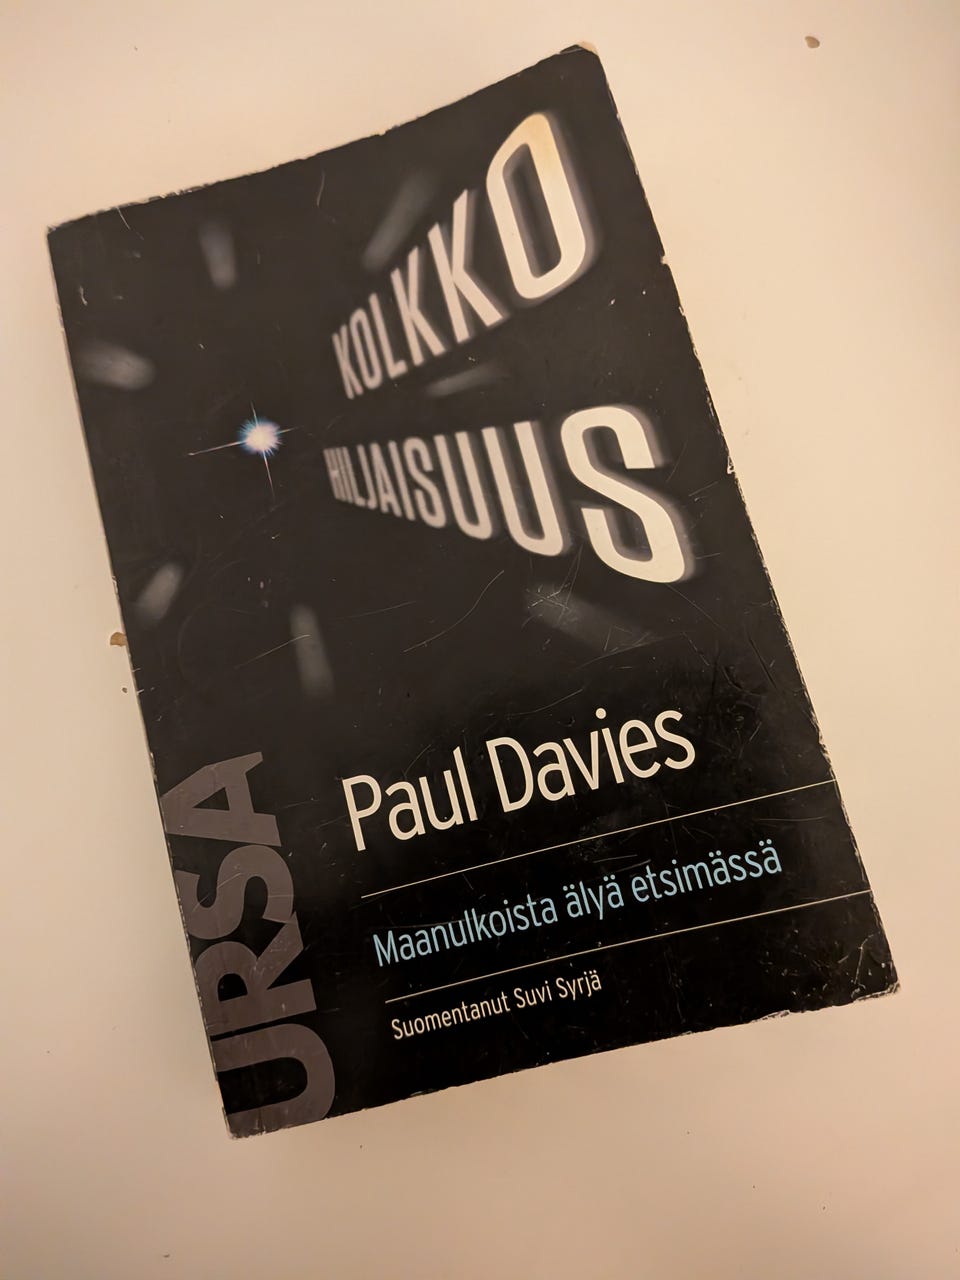 KOLKKO
HILJAISUUS
Paul Davies
Maanulkoista älyä etsimässä
Suomentanut Suvi Syrjä
URSA